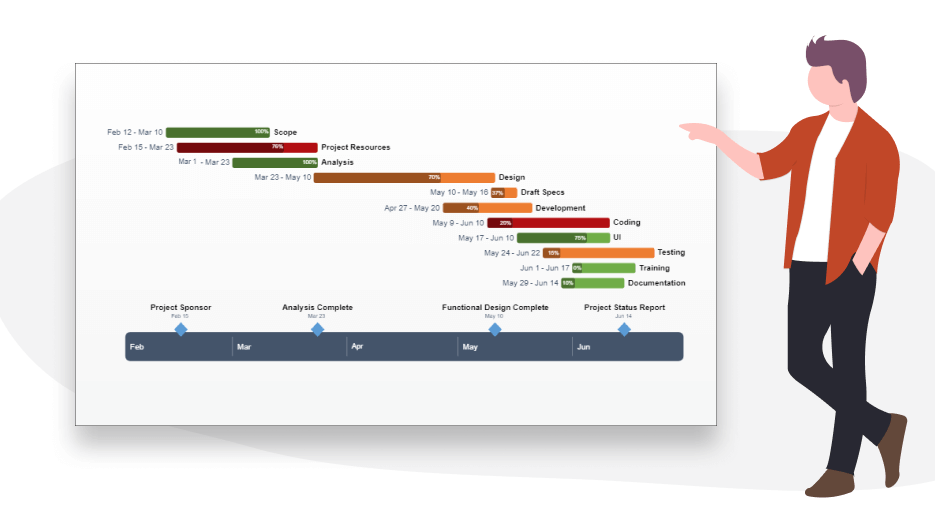 Feb 12 - Mar 10 100% Scope
Feb 15 - Mar 23 76% Project Resources
Mar 1 - Mar 23 100% Analysis
Mar 23 - May 10 70% Design
May 10 - May 16 37% Draft Specs
Apr 27 - May 20 40% Development
May 9 - Jun 10 20% Coding
May 17 - Jun 10 75% UI
May 24 - Jun 22 15% Testing
Jun 1 - Jun 17 Training
May 29 - Jun 14 10% Documentation
Project Sponsor Analysis Complete Functional Design Complete Project Status Report
Feb 15 Mar 23 May 10 Jun 14
Feb Mar Apr May Jun